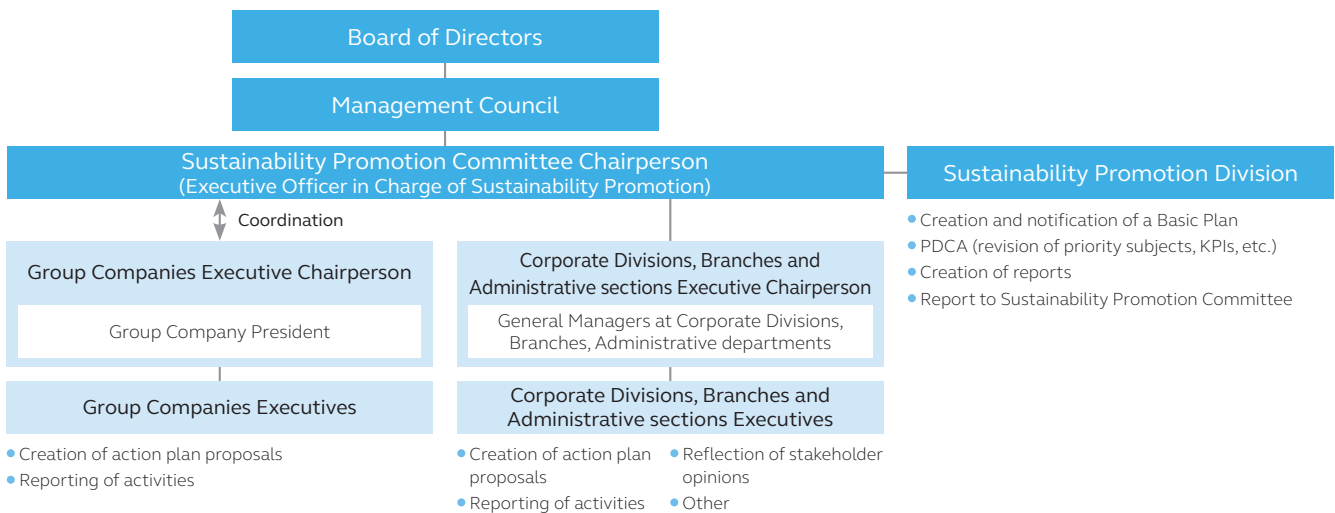 Board of Directors
Management Council
Sustainability Promotion Committee Chairperson
(Executive Officer in Charge of Sustainability Promotion)
Sustainability Promotion Division
• Creation and notification of a Basic Plan
• PDCA (revision of priority subjects, KPIs, etc.)
• Creation of reports
• Report to Sustainability Promotion Committee
Coordination
Group Companies Executive Chairperson
Group Company President
Group Companies Executives
• Creation of action plan proposals
• Reporting of activities
Corporate Divisions, Branches and
Administrative sections Executive Chairperson
General Managers at Corporate Divisions,
Branches, Administrative departments
Corporate Divisions, Branches and
Administrative sections Executives
• Creation of action plan
proposals
• Reporting of activities
• Reflection of stakeholder
opinions
• Other